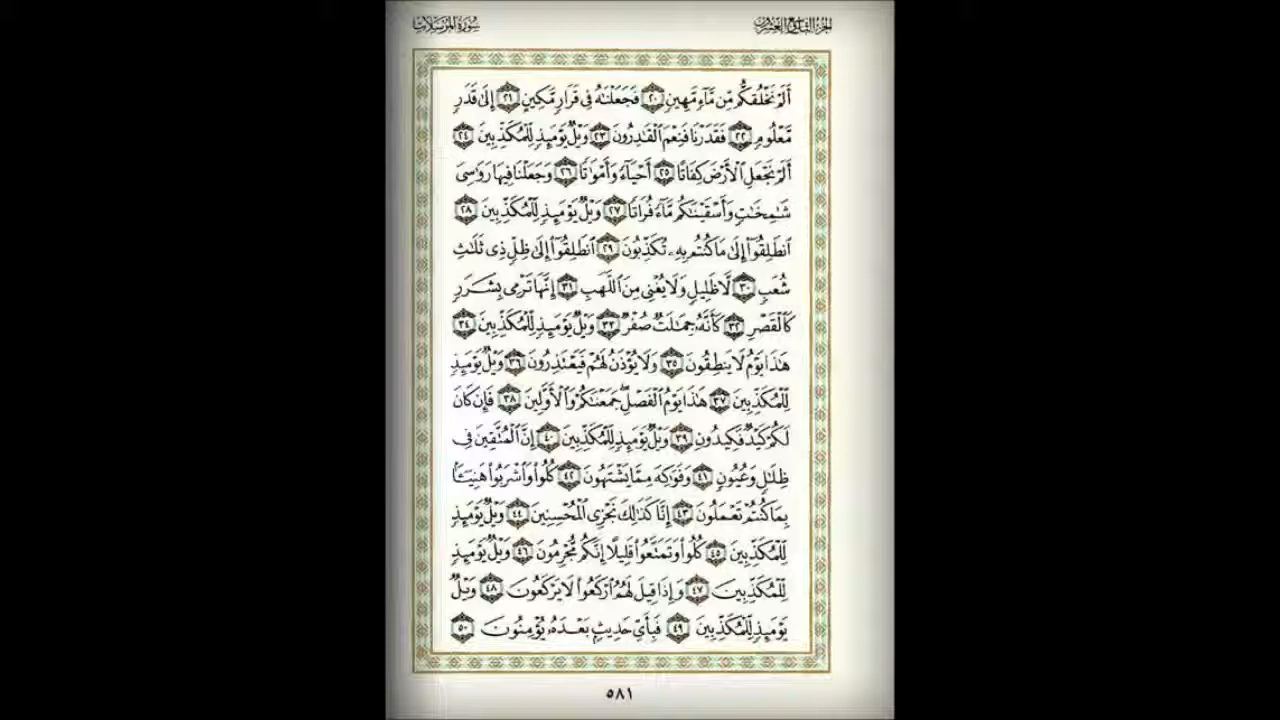 سورة المرسلات
الجزء التاسع والعشرون
أَلَمْ نَخْلُقكُّم مِّن مَّآءٍ مَّهِينٍ ٢٠ فَجَعَلْنَٰهُ فِى قَرَارٍ مَّكِينٍ ٢١ إِلَىٰ قَدَرٍ
مَّعْلُومٍ ٢٢ فَقَدَرْنَا فَنِعْمَ ٱلْقَٰدِرُونَ ٢٣ وَيْلٌ يَوْمَئِذٍ لِّلْمُكَذِّبِينَ ٢٤
أَلَمْ نَجْعَلِ ٱلْأَرْضَ كِفَاتًا ٢٥ أَحْيَآءً وَأَمْوَٰتًا ٢٦ وَجَعَلْنَا فِيهَا رَوَٰسِىَ
شَٰمِخَٰتٍ وَأَسْقَيْنَٰكُم مَّآءً فُرَاتًا ٢٧ وَيْلٌ يَوْمَئِذٍ لِّلْمُكَذِّبِينَ ٢٨
ٱنطَلِقُوٓا۟ إِلَىٰ مَا كُنتُم بِهِۦ تُكَذِّبُونَ ٢٩ ٱنطَلِقُوٓا۟ إِلَىٰ ظِلٍّ ذِى ثَلَٰثِ
شُعَبٍ ٣٠ لَّا ظَلِيلٍ وَلَا يُغْنِى مِنَ ٱللَّهَبِ ٣١ إِنَّهَا تَرْمِى بِشَرَرٍ
كَٱلْقَصْرِ ٣٢ كَأَنَّهُۥ جِمَٰلَتٌ صُفْرٌ ٣٣ وَيْلٌ يَوْمَئِذٍ لِّلْمُكَذِّبِينَ ٣٤
هَٰذَا يَوْمُ لَا يَنطِقُونَ ٣٥ وَلَا يُؤْذَنُ لَهُمْ فَيَعْتَذِرُونَ ٣٦ وَيْلٌ يَوْمَئِذٍ
لِّلْمُكَذِّبِينَ ٣٧ هَٰذَا يَوْمُ ٱلْفَصْلِ ۖ جَمَعْنَٰكُمْ وَٱلْأَوَّلِينَ ٣٨ فَإِن كَانَ
لَكُمْ كَيْدٌ فَكِيدُونِ ٣٩ وَيْلٌ يَوْمَئِذٍ لِّلْمُكَذِّبِينَ ٤٠ إِنَّ ٱلْمُتَّقِينَ فِى
ظِلَٰلٍ وَعُيُونٍ ٤١ وَفَوَٰكِهَ مِمَّا يَشْتَهُونَ ٤٢ كُلُوا۟ وَٱشْرَبُوا۟ هَنِيٓـًٔۢا
بِمَا كُنتُمْ تَعْمَلُونَ ٤٣ إِنَّا كَذَٰلِكَ نَجْزِى ٱلْمُحْسِنِينَ ٤٤ وَيْلٌ يَوْمَئِذٍ
لِّلْمُكَذِّبِينَ ٤٥ كُلُوا۟ وَتَمَتَّعُوا۟ قَلِيلًا إِنَّكُم مُّجْرِمُونَ ٤٦ وَيْلٌ يَوْمَئِذٍ
لِّلْمُكَذِّبِينَ ٤٧ وَإِذَا قِيلَ لَهُمُ ٱرْكَعُوا۟ لَا يَرْكَعُونَ ٤٨ وَيْلٌ
يَوْمَئِذٍ لِّلْمُكَذِّبِينَ ٤٩ فَبِأَىِّ حَدِيثٍۭ بَعْدَهُۥ يُؤْمِنُونَ ٥٠
٥٨١